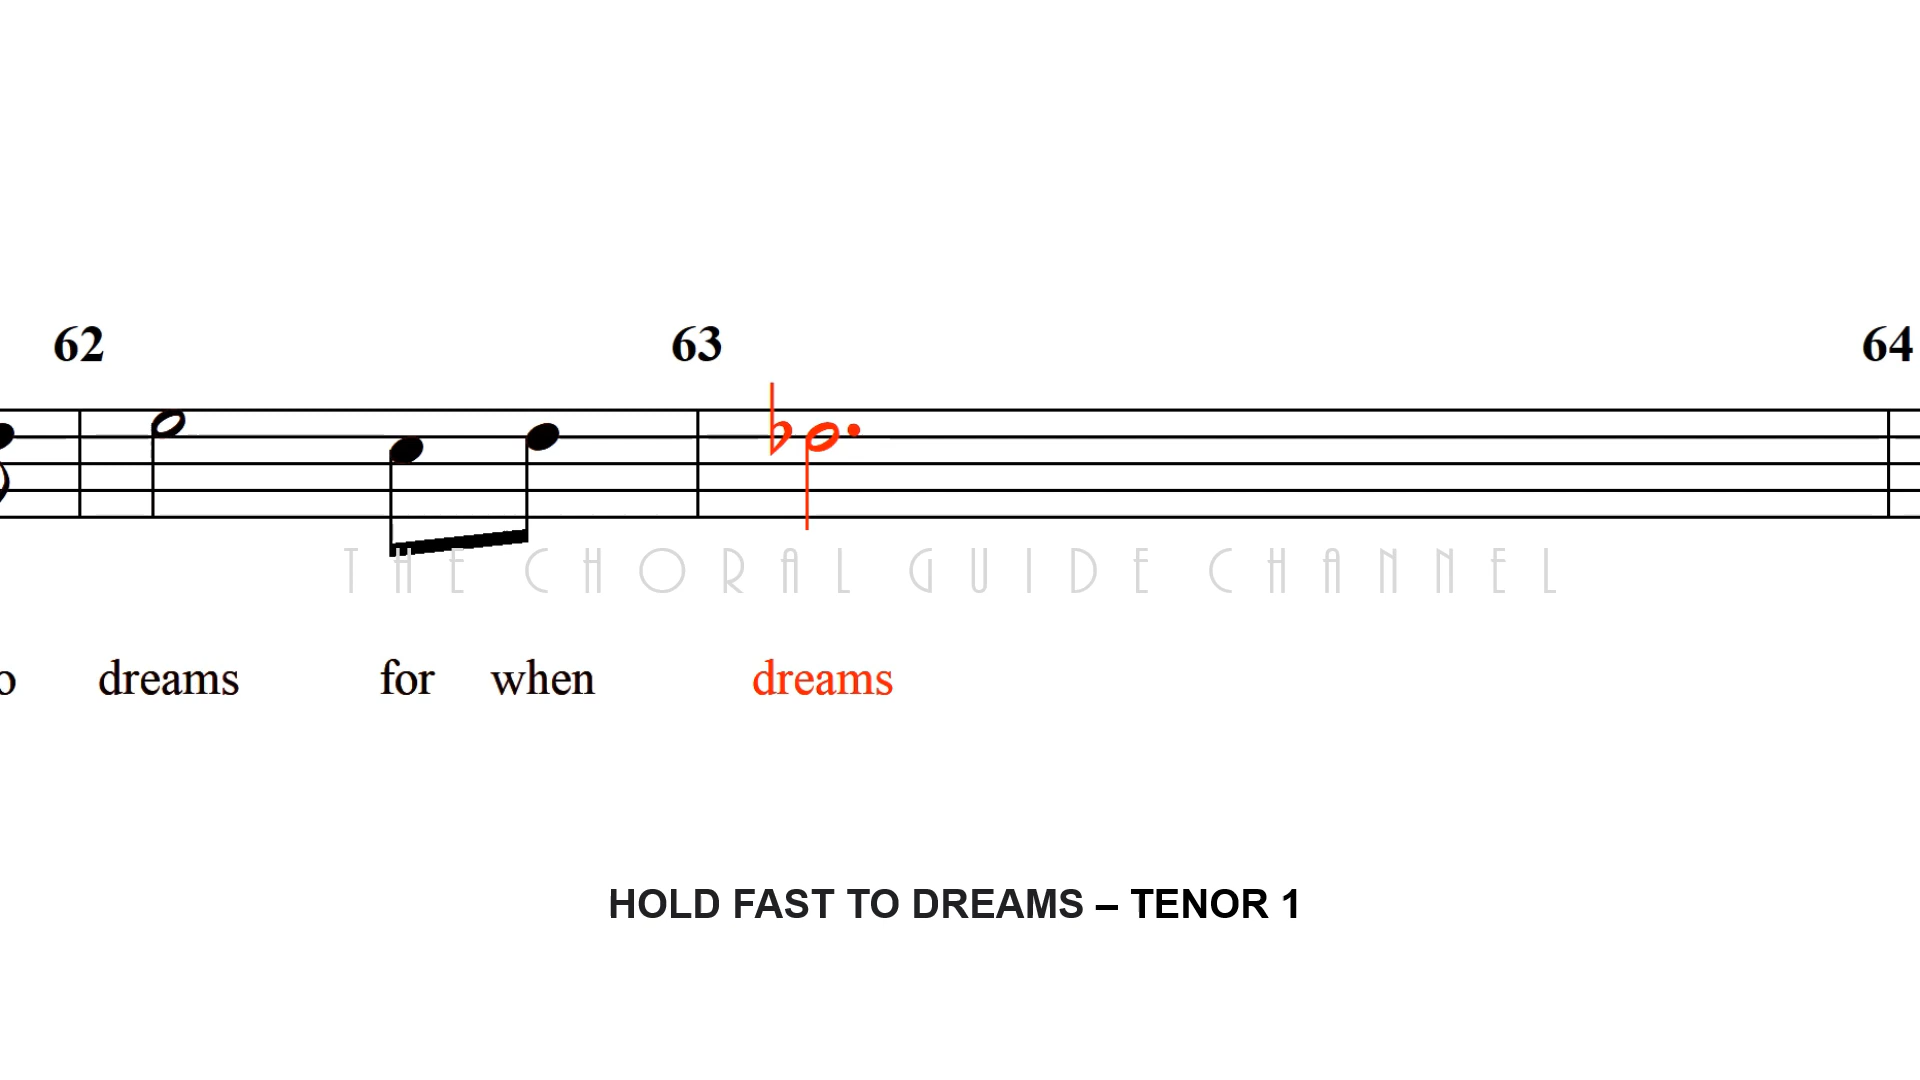 62 63 64
THE CHORAL GUIDE CHANNEL
dreams for when dreams
HOLD FAST TO DREAMS – TENOR 1